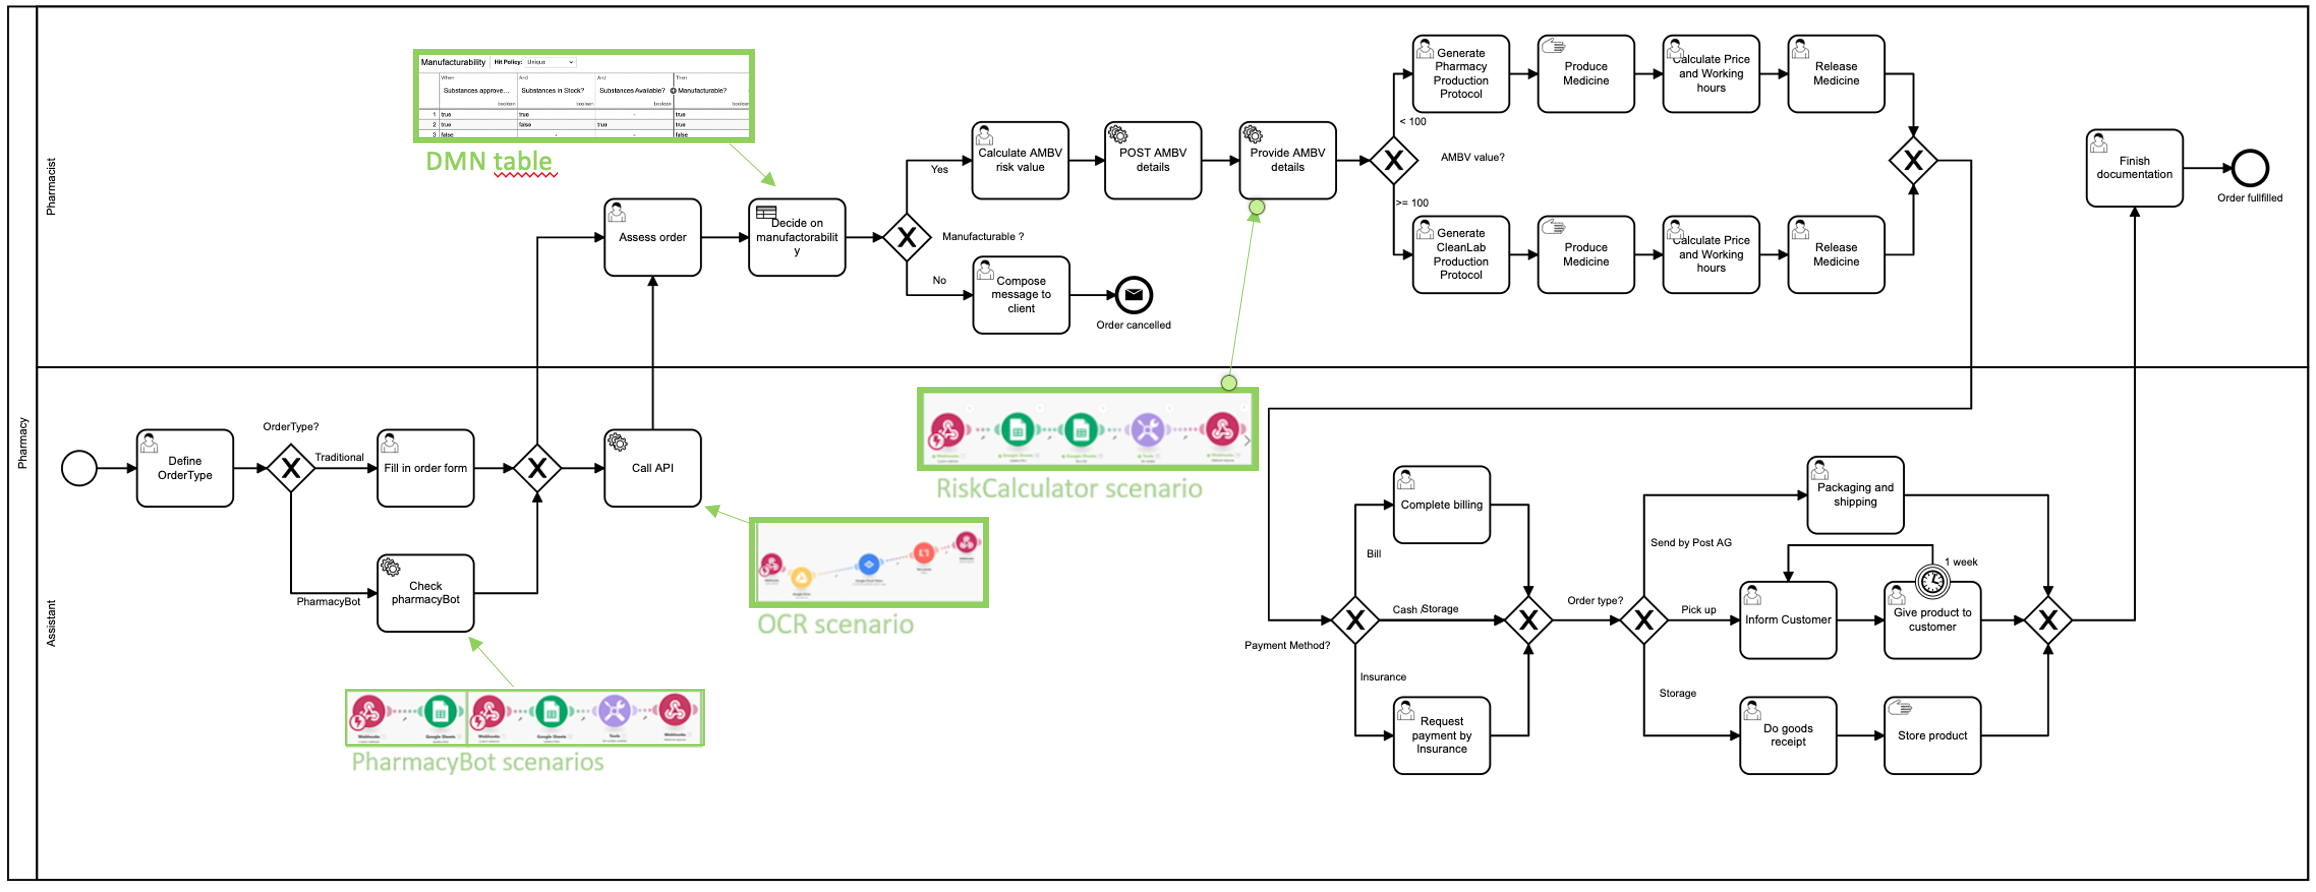 Pharmacy
Pharmacist
Assistant
Manufacturability
Hit Policy: Unique
When
And
And
Then
Substances approve...
Substances in Stock?
Substances Available?
Manufacturable?
boolean
boolean
boolean
boolean
1 true true - true
2 true false true true
3 false - - false
DMN table
Assess order
Decide on
manufactorabilit
y
Manufacturable ?
Yes
No
Calculate AMBV
risk value
POST AMBV
details
Provide AMBV
details
Compose
message to
client
Order cancelled
AMBV value?
< 100
>= 100
Generate
Pharmacy
Production
Protocol
Produce
Medicine
Calculate Price
and Working
hours
Release
Medicine
Generate
CleanLab
Production
Protocol
Produce
Medicine
Calculate Price
and Working
hours
Release
Medicine
Finish
documentation
Order fullfilled
Define
OrderType
OrderType?
Traditional
PharmacyBot
Fill in order form
Check
pharmacyBot
Call API
PharmacyBot scenarios
OCR scenario
RiskCalculator scenario
Payment Method?
Bill
Cash /Storage
Insurance
Complete billing
Request
payment by
Insurance
Order type?
Send by Post AG
Pick up
Storage
Packaging and
shipping
Inform Customer
1 week
Give product to
customer
Do goods
receipt
Store product